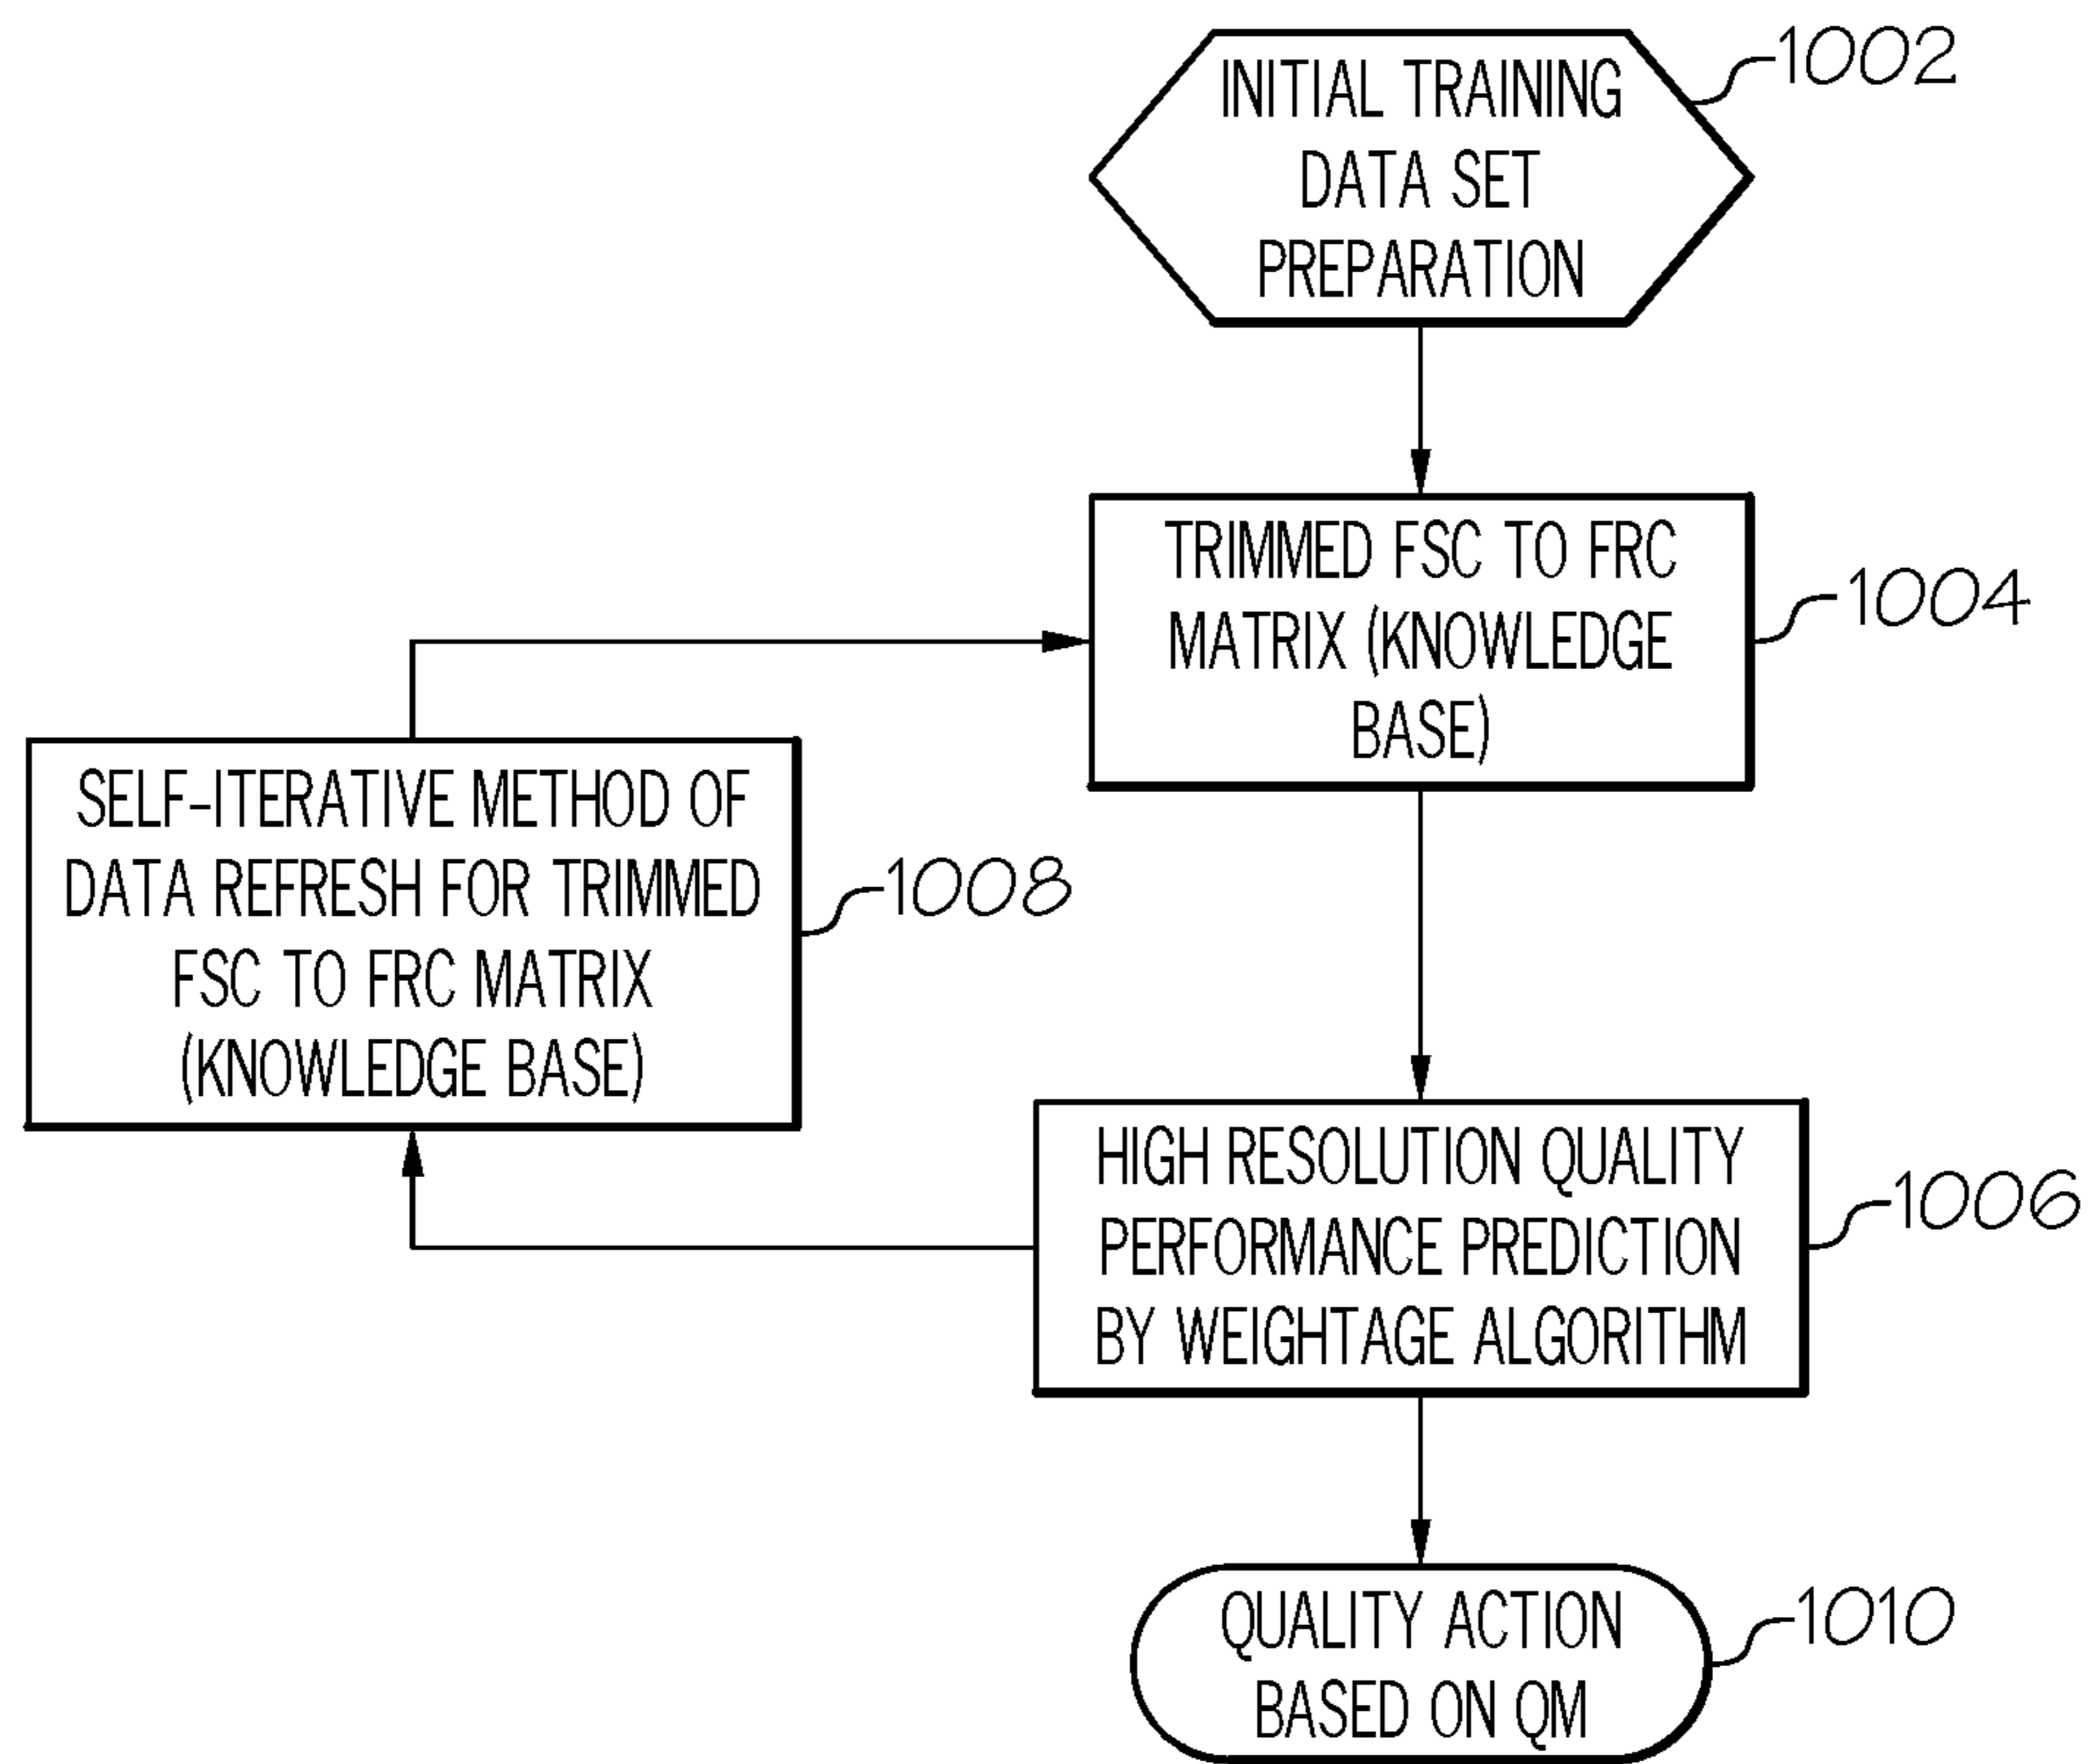 INITIAL TRAINING
DATA SET
PREPARATION
1002
TRIMMED FSC TO FRC
MATRIX (KNOWLEDGE
BASE)
1004
SELF-ITERATIVE METHOD OF
DATA REFRESH FOR TRIMMED
FSC TO FRC MATRIX
(KNOWLEDGE BASE)
1008
HIGH RESOLUTION QUALITY
PERFORMANCE PREDICTION
BY WEIGHTAGE ALGORITHM
1006
QUALITY ACTION
BASED ON QM
1010